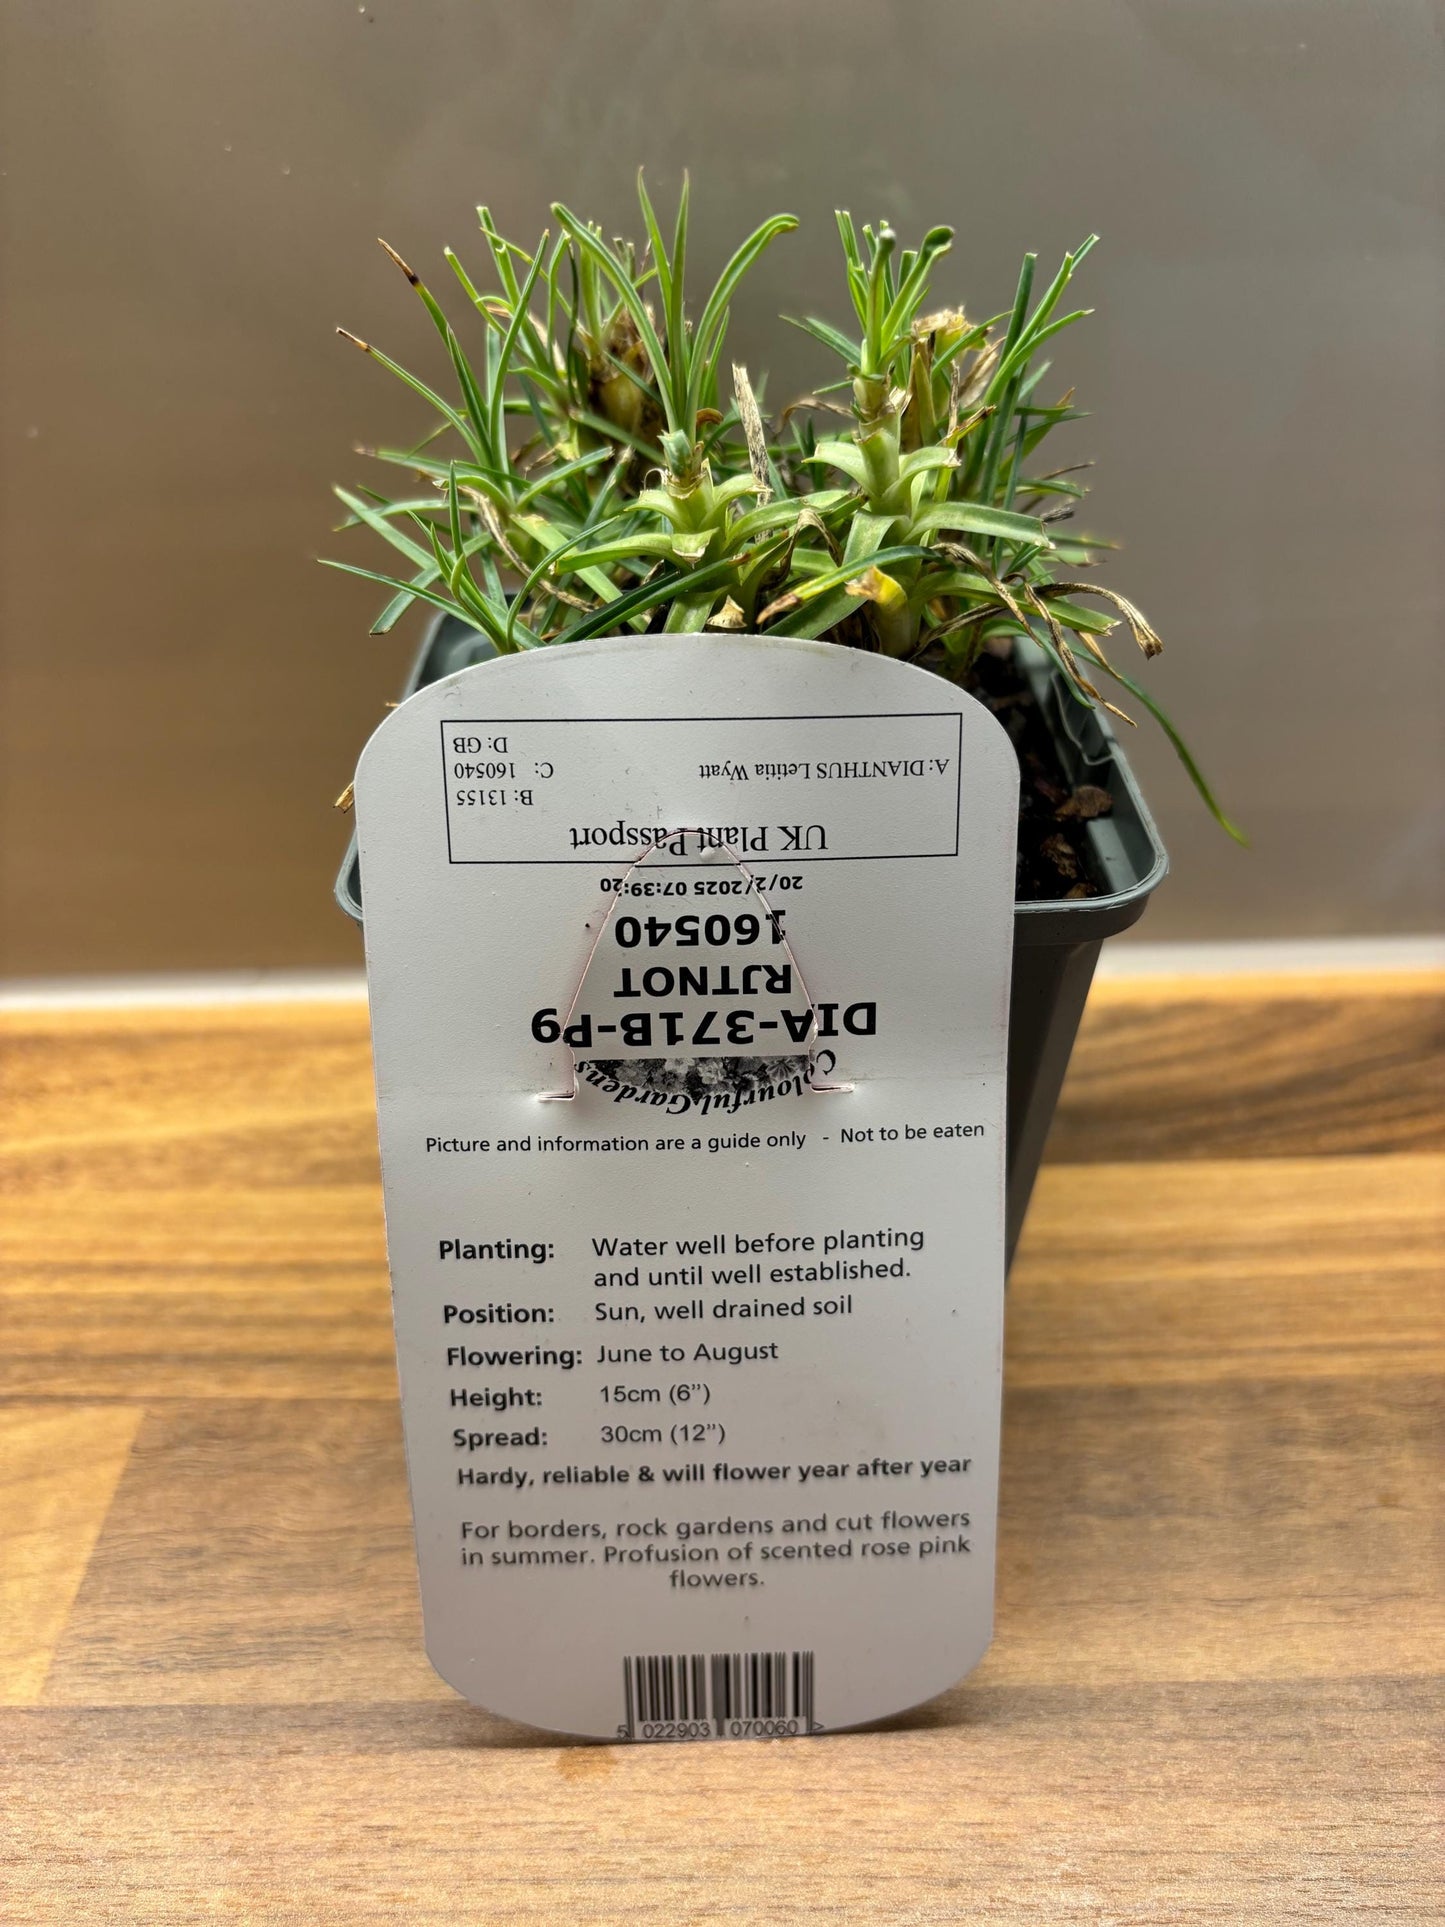 D: GB
A: DIANTHUS Letitia Wyatt C: 160540
B: 13155
UK Plant Passport
20/2/2025 07:39:20
160540
RJTNOT
DIA-371B-P9
Colourful Gardens
Picture and information are a guide only - Not to be eaten
Planting: Water well before planting
and until well established.
Position: Sun, well drained soil
Flowering: June to August
Height: 15cm (6”)
Spread: 30cm (12”)
Hardy, reliable & will flower year after year
For borders, rock gardens and cut flowers
in summer. Profusion of scented rose pink
flowers.
5 022903 070060 >